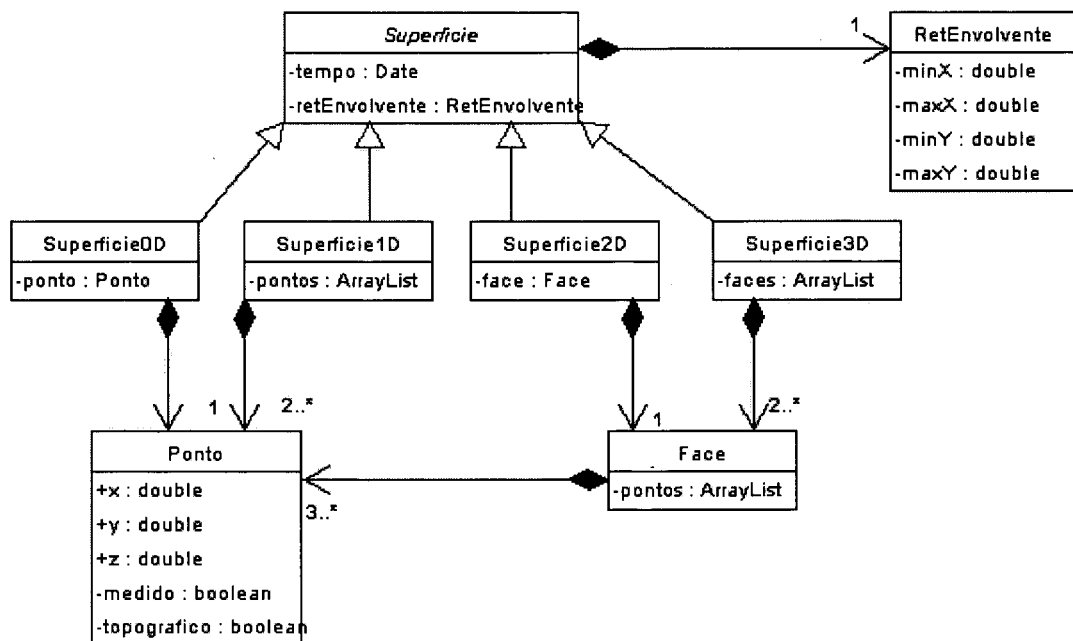 Superficie
-tempo : Date
-retEnvolvente : RetEnvolvente
1
RetEnvolvente
-minX : double
-maxX : double
-minY : double
-maxY : double
Superficie0D
-ponto : Ponto
Superficie1D
-pontos : ArrayList
Superficie2D
-face : Face
Superficie3D
-faces : ArrayList
1
2..*
1
2..*
Ponto
+x : double
+y : double
+z : double
-medido : boolean
-topografico : boolean
3..*
Face
-pontos : ArrayList